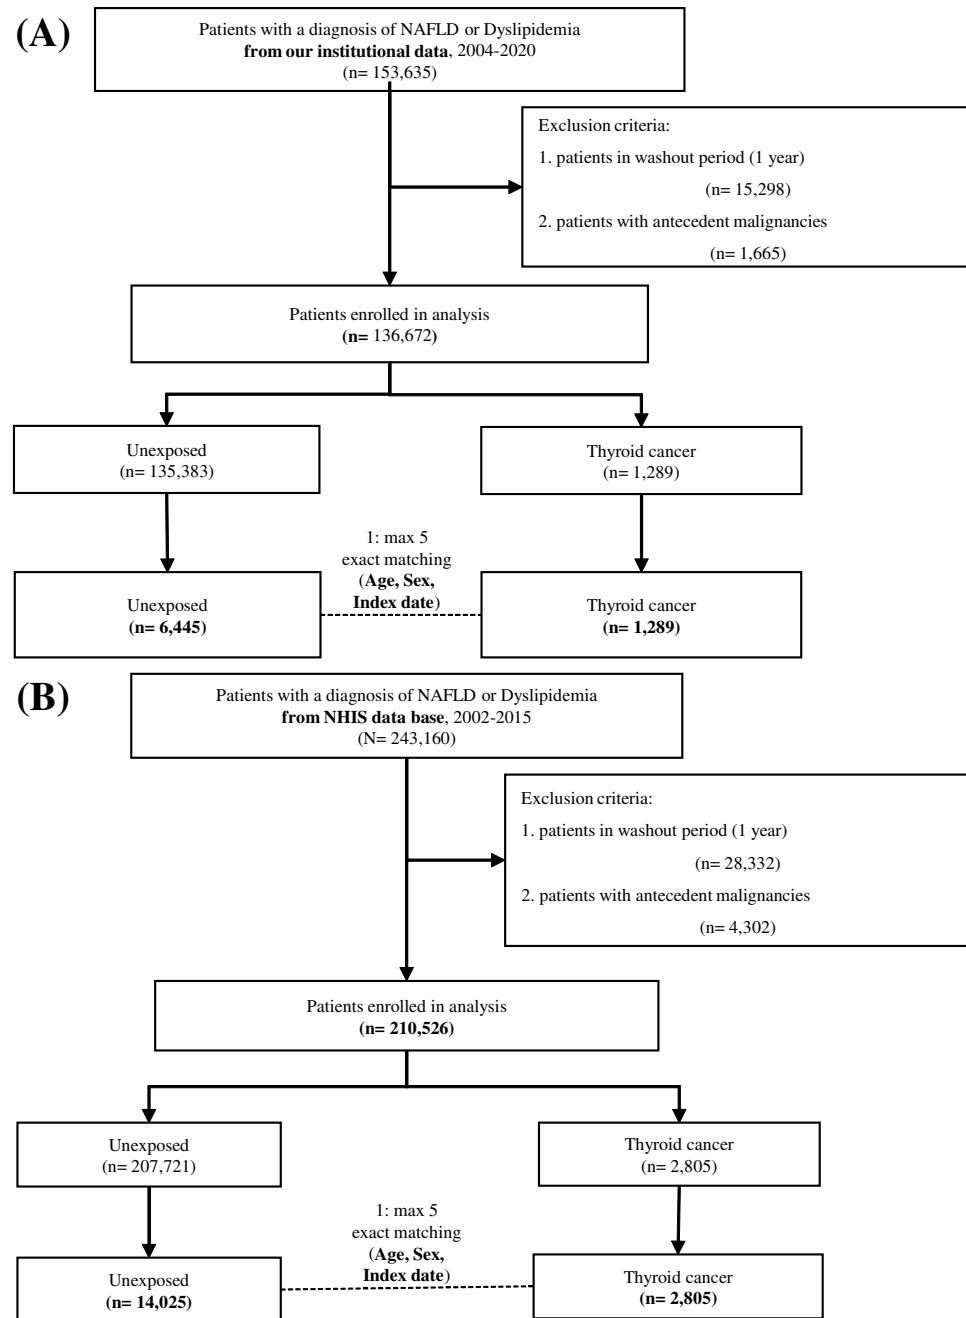 (A)
Patients with a diagnosis of NAFLD or Dyslipidemia
from our institutional data, 2004-2020
(n= 153,635)
Exclusion criteria:
1. patients in washout period (1 year)
(n= 15,298)
2. patients with antecedent malignancies
(n= 1,665)
Patients enrolled in analysis
(n= 136,672)
Unexposed
(n= 135,383)
Thyroid cancer
(n= 1,289)
1: max 5
exact matching
(Age, Sex,
Index date)
Unexposed
(n= 6,445)
Thyroid cancer
(n= 1,289)
(B)
Patients with a diagnosis of NAFLD or Dyslipidemia
from NHIS data base, 2002-2015
(N= 243,160)
Exclusion criteria:
1. patients in washout period (1 year)
(n= 28,332)
2. patients with antecedent malignancies
(n= 4,302)
Patients enrolled in analysis
(n= 210,526)
Unexposed
(n= 207,721)
Thyroid cancer
(n= 2,805)
1: max 5
exact matching
(Age, Sex,
Index date)
Unexposed
(n= 14,025)
Thyroid cancer
(n= 2,805)